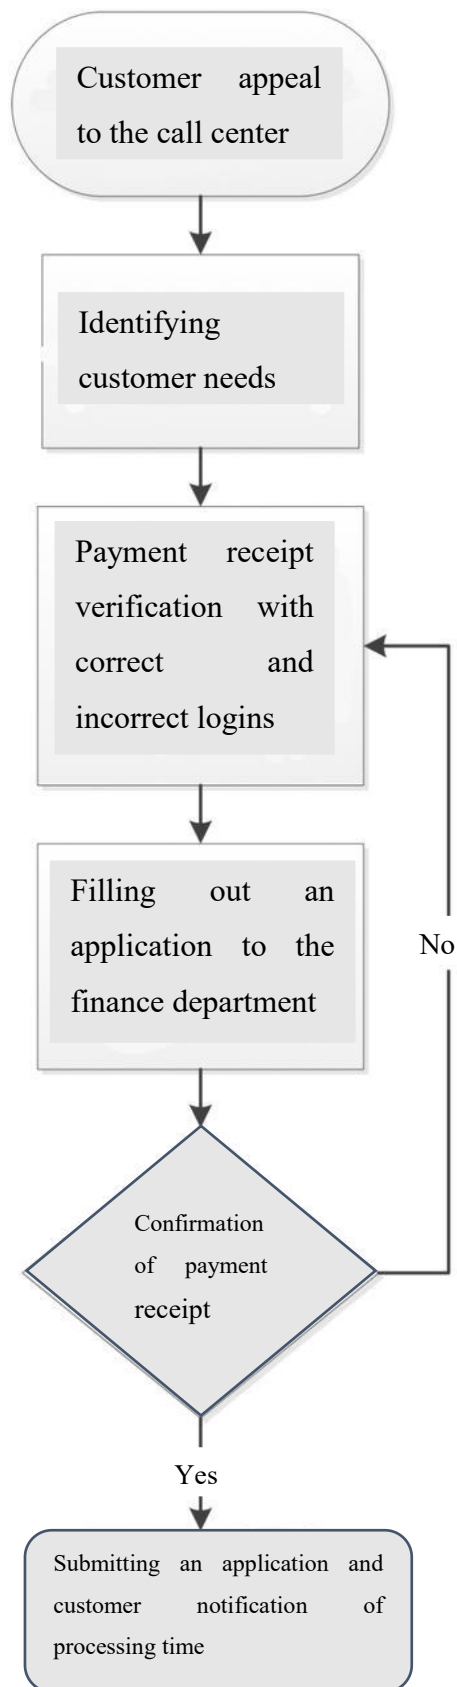 Customer appeal
to the call center
Identifying
customer needs
Payment receipt
verification with
correct and
incorrect logins
Filling out an
application to the
finance department
No
Confirmation
of payment
receipt
Yes
Submitting an application and
customer notification of
processing time